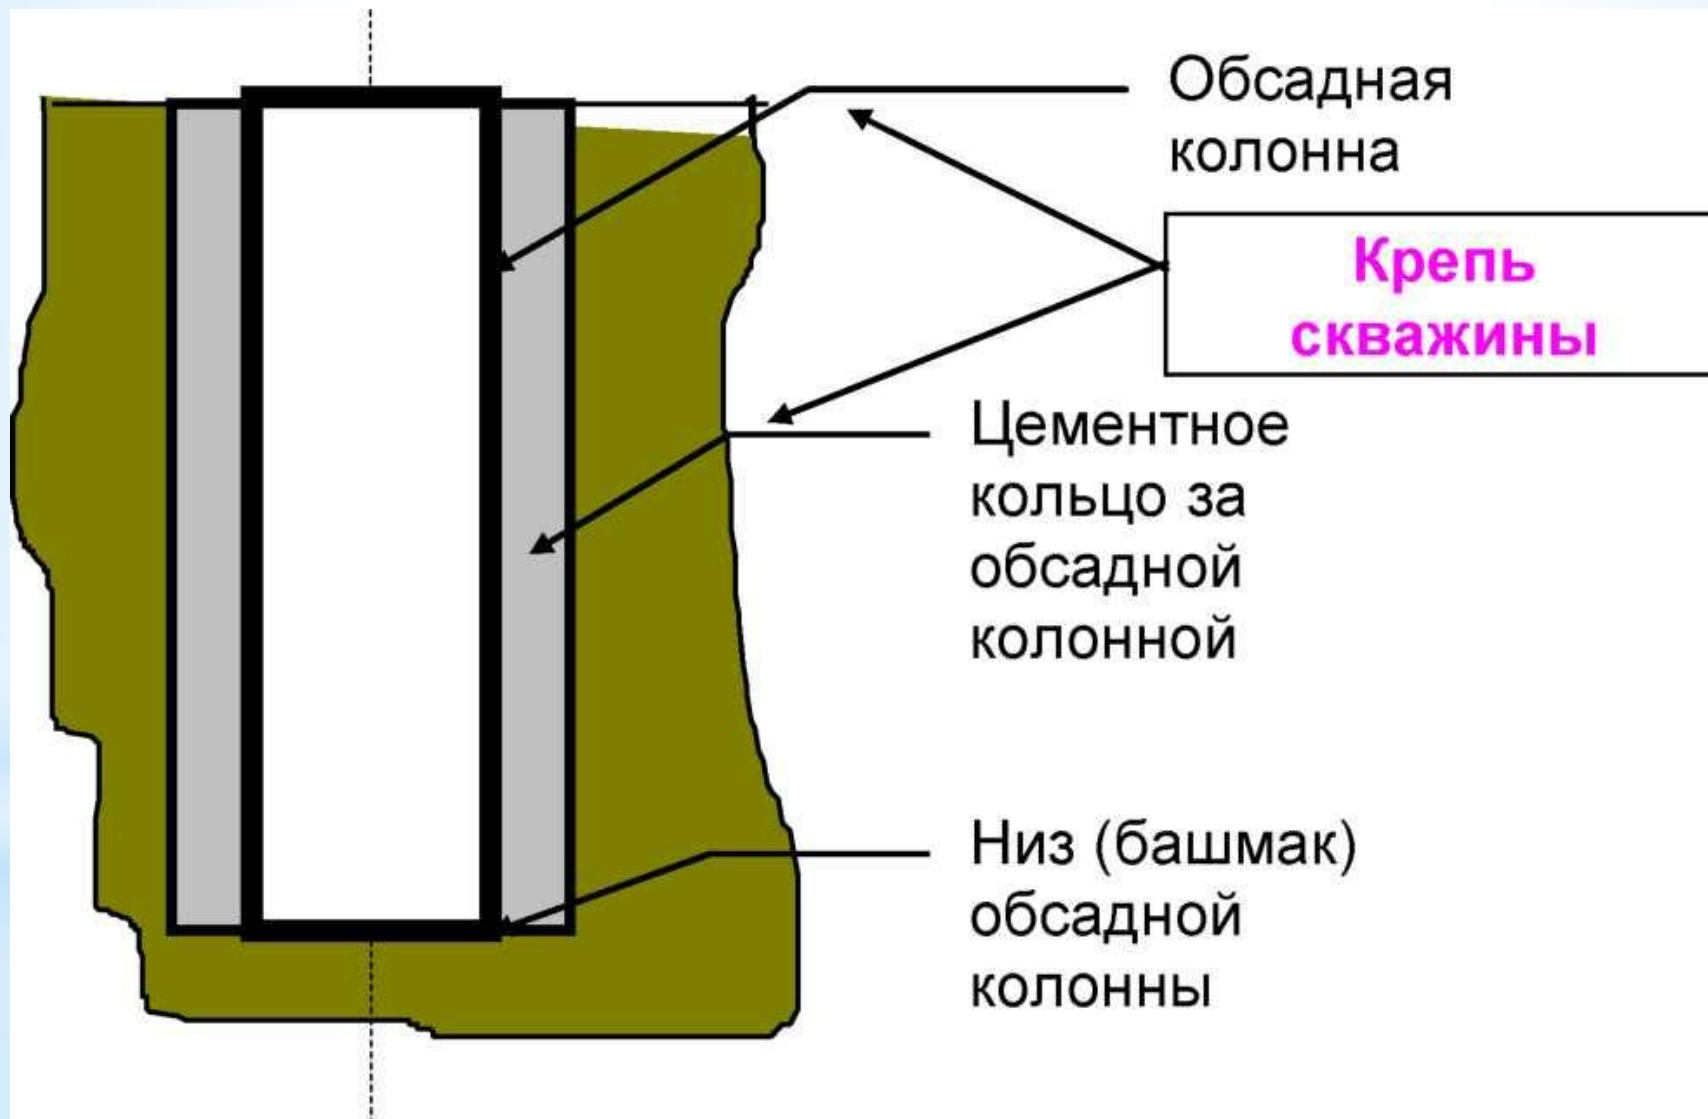 Обсадная
колонна
Крепь
скважины
Цементное
кольцо за
обсадной
колонной
Низ (башмак)
обсадной
колонны